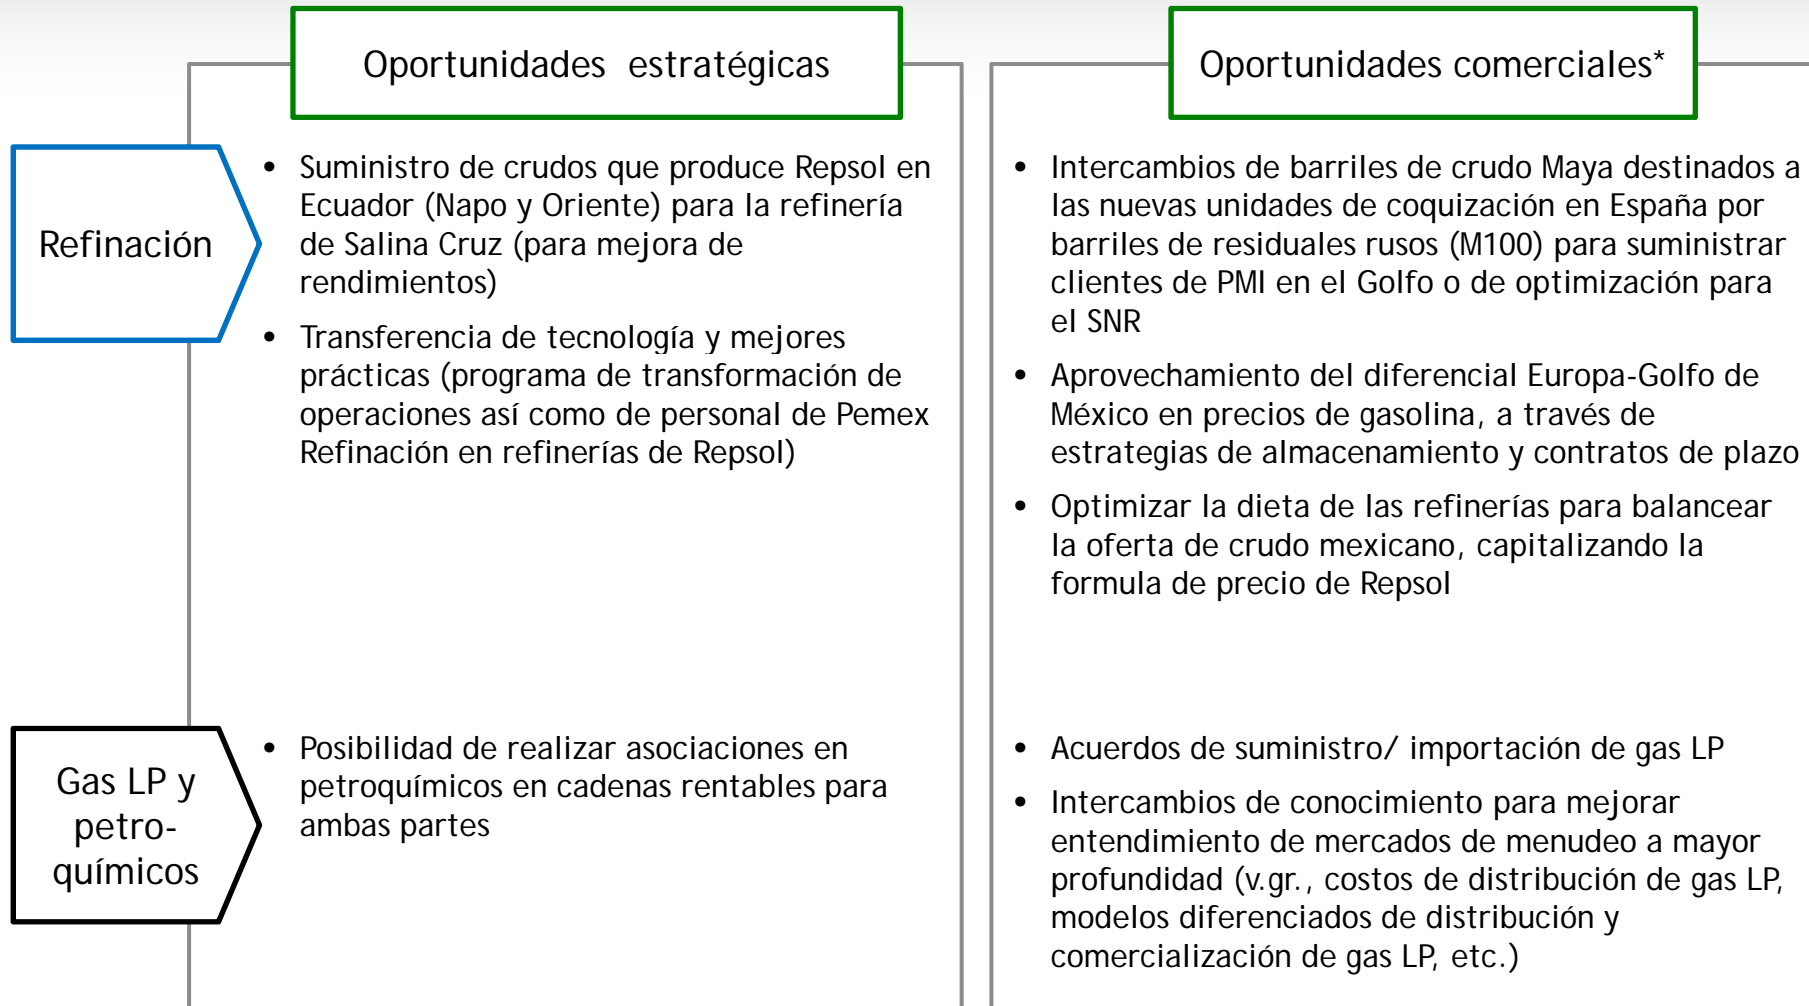 Oportunidades estratégicas
Oportunidades comerciales*
Refinación
• Suministro de crudos que produce Repsol en
Ecuador (Napo y Oriente) para la refinería
de Salina Cruz (para mejora de
rendimientos)
• Transferencia de tecnología y mejores
prácticas (programa de transformación de
operaciones así como de personal de Pemex
Refinación en refinerías de Repsol)
• Intercambios de barriles de crudo Maya destinados a
las nuevas unidades de coquización en España por
barriles de residuales rusos (M100) para suministrar
clientes de PMI en el Golfo o de optimización para
el SNR
• Aprovechamiento del diferencial Europa-Golfo de
México en precios de gasolina, a través de
estrategias de almacenamiento y contratos de plazo
• Optimizar la dieta de las refinerías para balancear
la oferta de crudo mexicano, capitalizando la
formula de precio de Repsol
Gas LP y
petro-
químicos
• Posibilidad de realizar asociaciones en
petroquímicos en cadenas rentables para
ambas partes
• Acuerdos de suministro/ importación de gas LP
• Intercambios de conocimiento para mejorar
entendimiento de mercados de menudeo a mayor
profundidad (v.gr., costos de distribución de gas LP,
modelos diferenciados de distribución y
comercialización de gas LP, etc.)